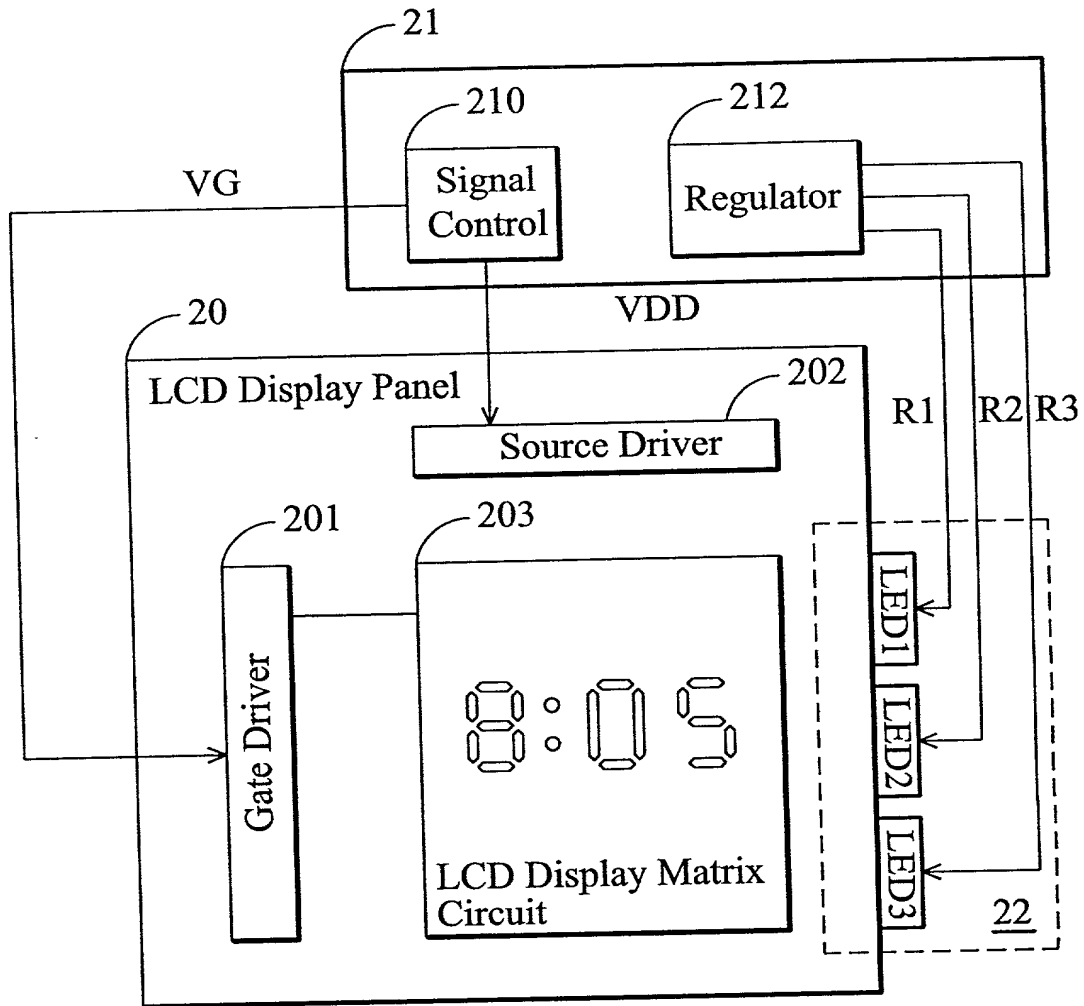 21
210
212
VG
Signal
Control
Regulator
20
VDD
LCD Display Panel
202
R1
R2
R3
Source Driver
201
203
LED1
Gate Driver
8:05
LED2
LCD Display Matrix
Circuit
LED3
22